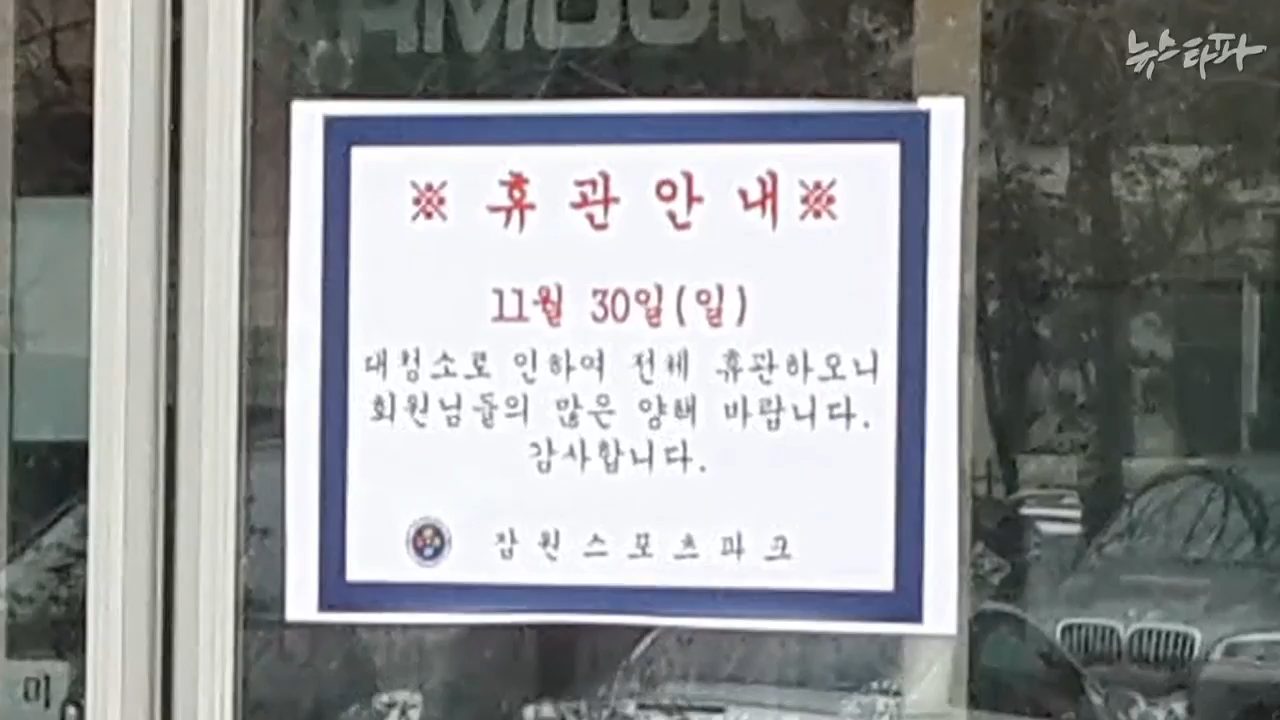 뉴스타파
※ 휴 관 안 내 ※
11월 30일(일)
대청소로 인하여 전체 휴관하오니
회원님들의 많은 양해 바랍니다.
감사합니다.
잠 원 스 포 츠 파 크
미